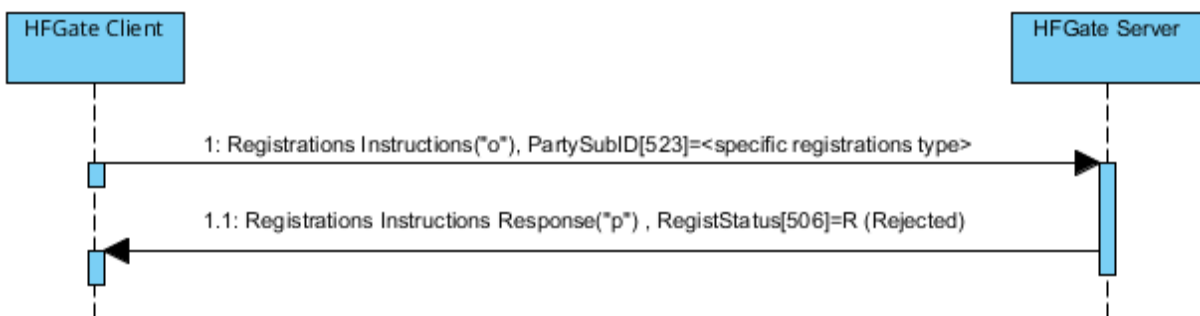 HFGate Client
HFGate Server
1: Registrations Instructions("o"), PartySubID[523]=<specific registrations type>
1.1: Registrations Instructions Response("p") , RegistStatus[506]=R (Rejected)